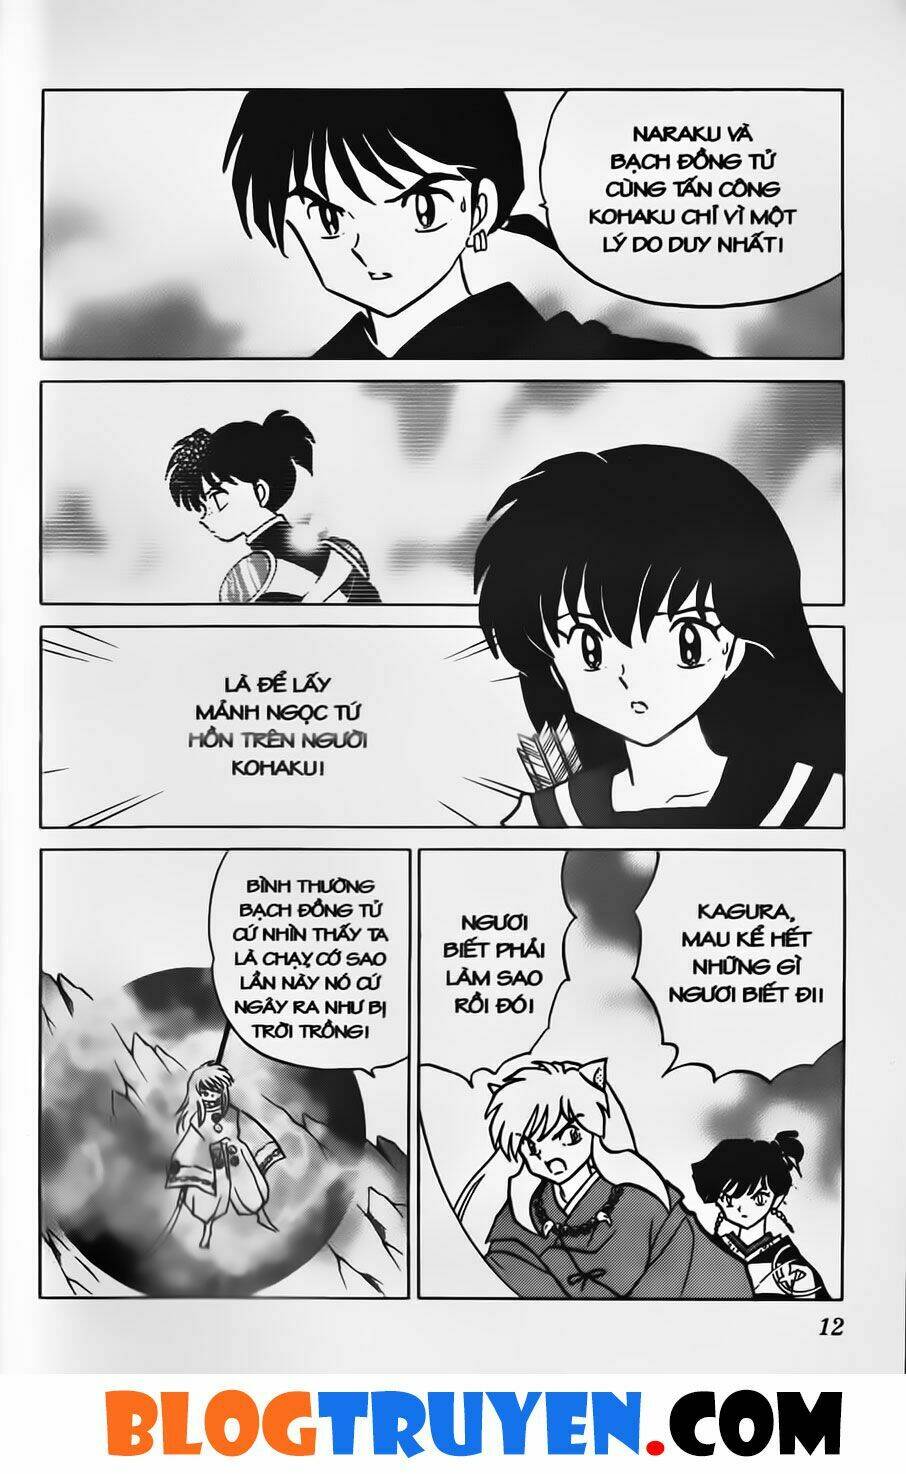 NARAKU VÀ
BẠCH ĐỒNG TỬ
CÙNG TẤN CÔNG
KOHAKU CHỈ VÌ MỘT
LÝ DO DUY NHẤT!
LÀ ĐỂ LẤY
MẢNH NGỌC TỨ
HỒN TRÊN NGƯỜI
KOHAKU!
KAGURA,
MAU KỂ HẾT
NHỮNG GÌ
NGƯƠI BIẾT ĐI!
NGƯƠI
BIẾT PHẢI
LÀM SAO
RỒI ĐÓ!
BÌNH THƯỜNG
BẠCH ĐỒNG TỬ
CỨ NHÌN THẤY TA
LÀ CHẠY, CỚ SAO
LẦN NÀY NÓ CỨ
NGÂY RA NHƯ BỊ
TRỜI TRỒNG!
12
BLOGTRUYEN.COM